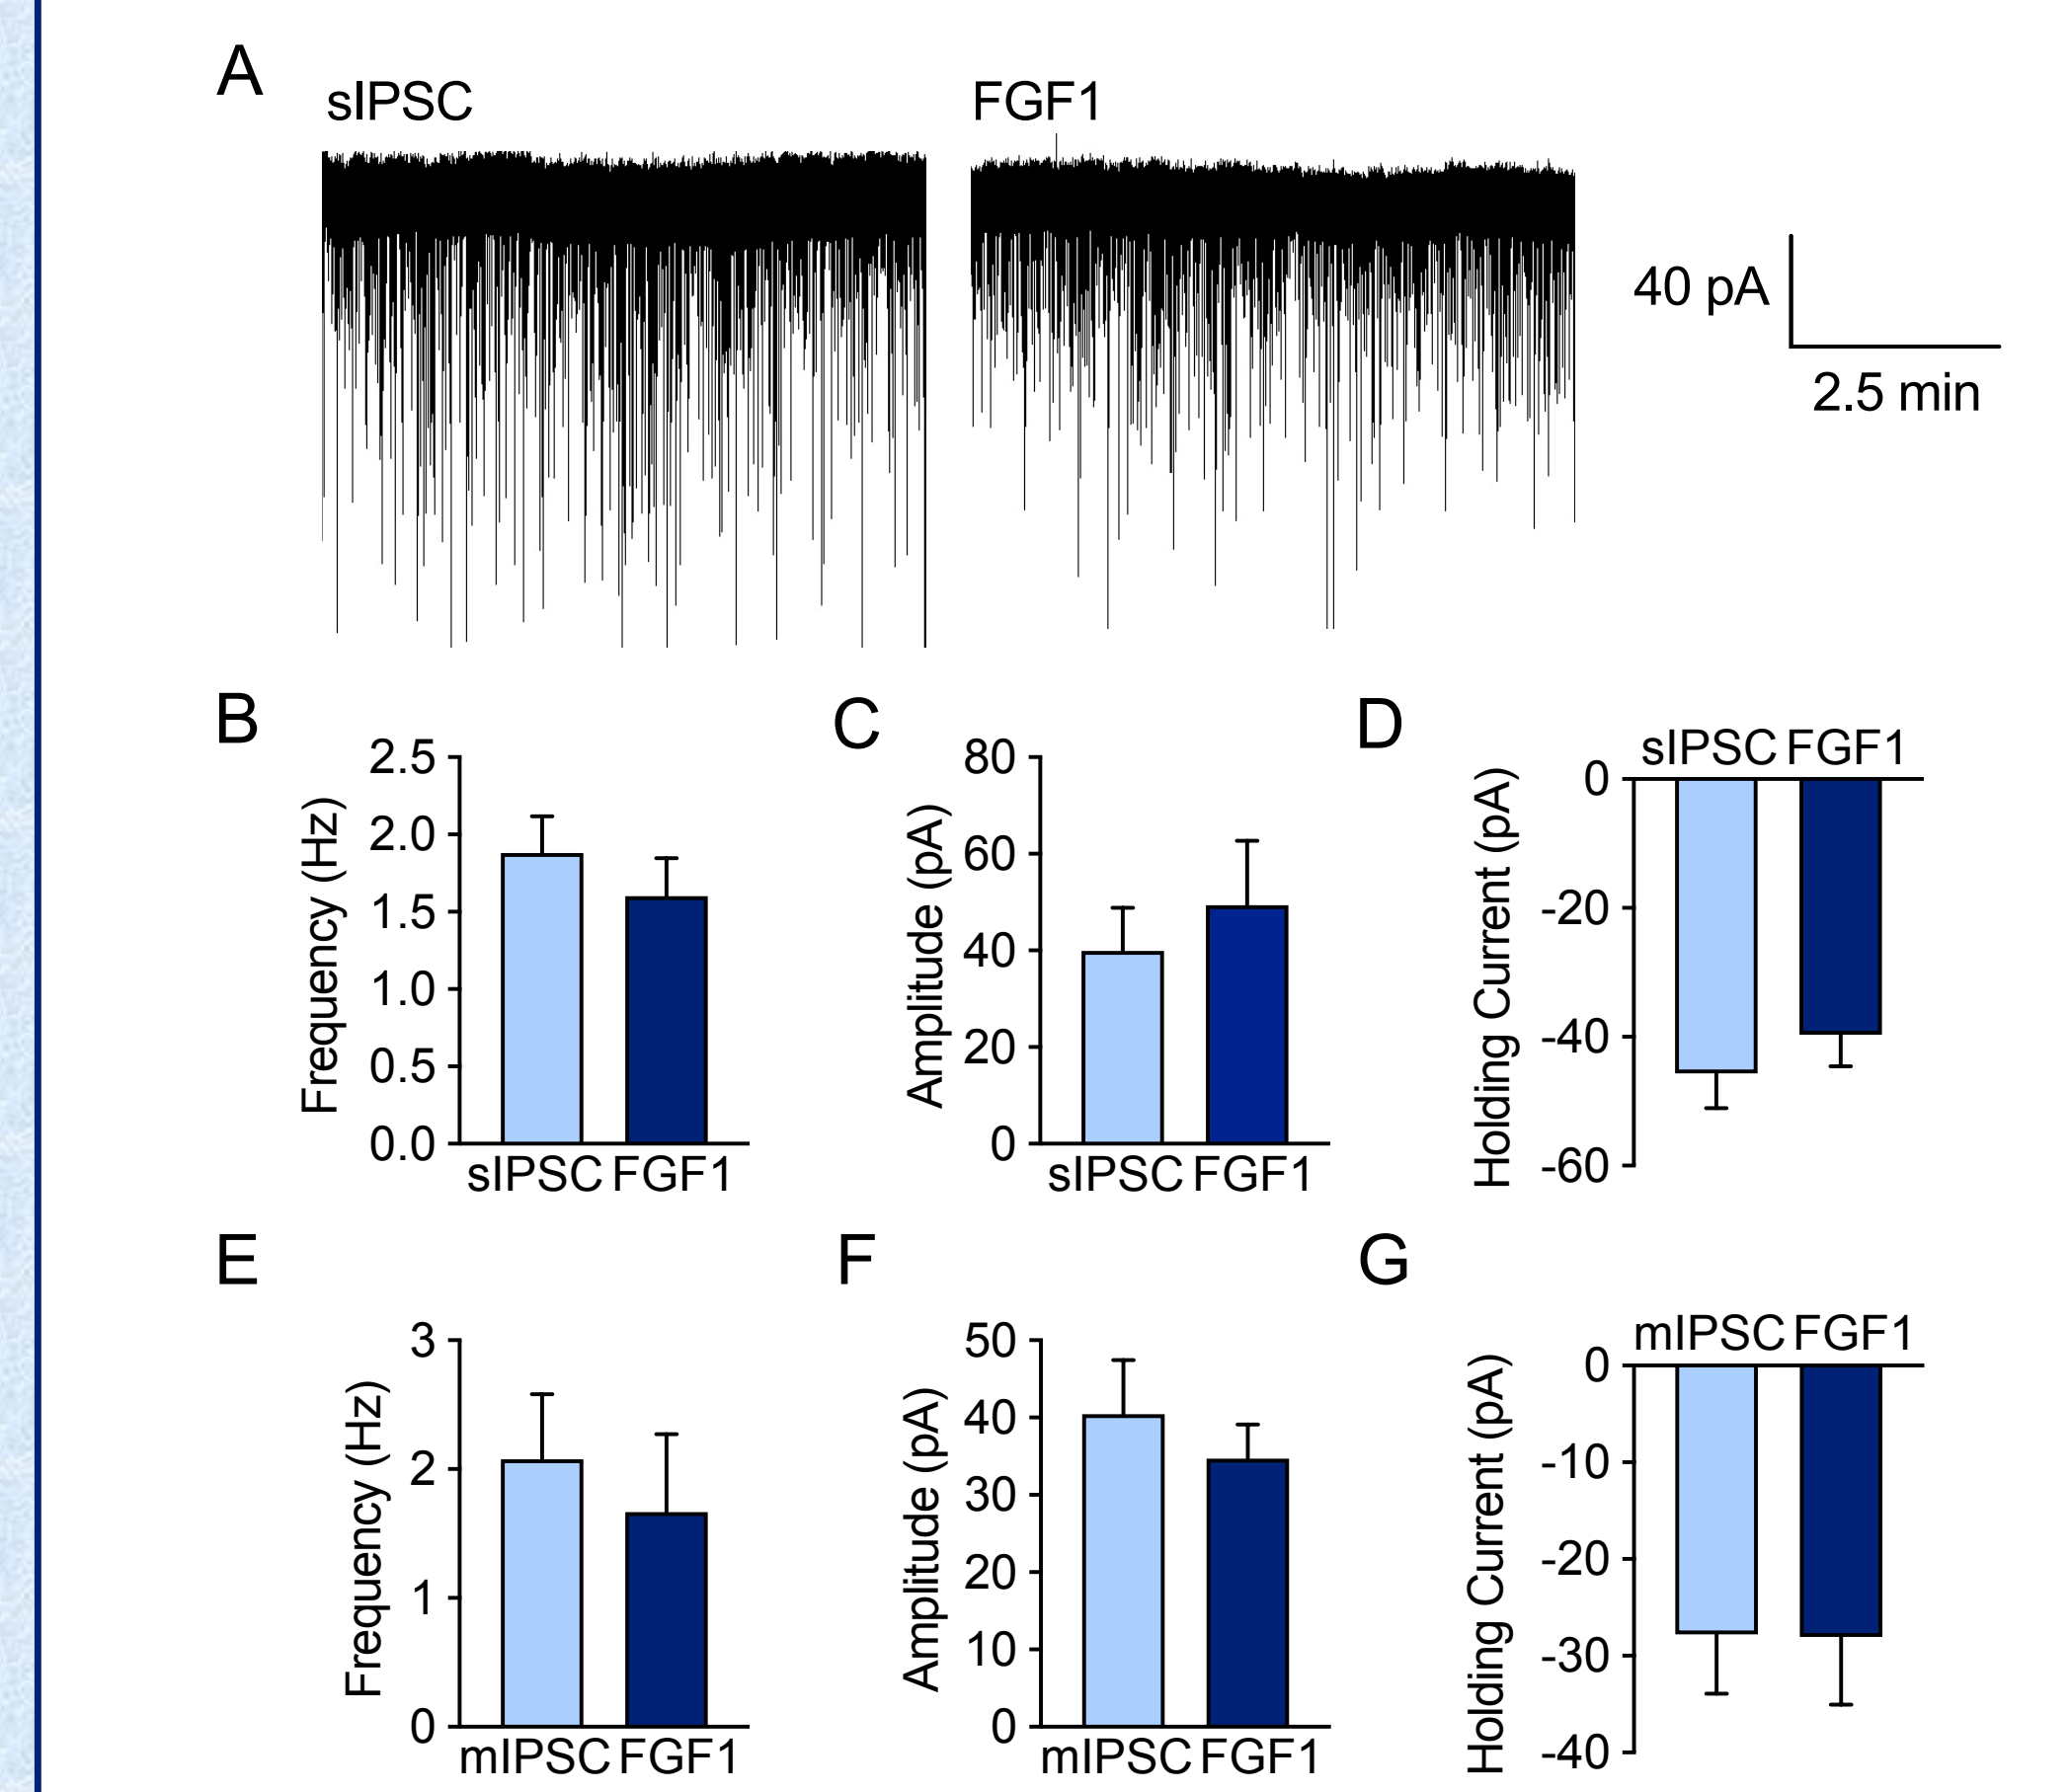 A
sIPSC
FGF1
40 pA
2.5 min
B
Frequency (Hz)
2.5
2.0
1.5
1.0
0.5
0.0
sIPSC FGF1
C
Amplitude (pA)
80
60
40
20
0
sIPSC FGF1
D
sIPSC FGF1
Holding Current (pA)
0
-20
-40
-60
E
Frequency (Hz)
3
2
1
0
mIPSC FGF1
F
Amplitude (pA)
50
40
30
20
10
0
mIPSC FGF1
G
mIPSC FGF1
Holding Current (pA)
0
-10
-20
-30
-40